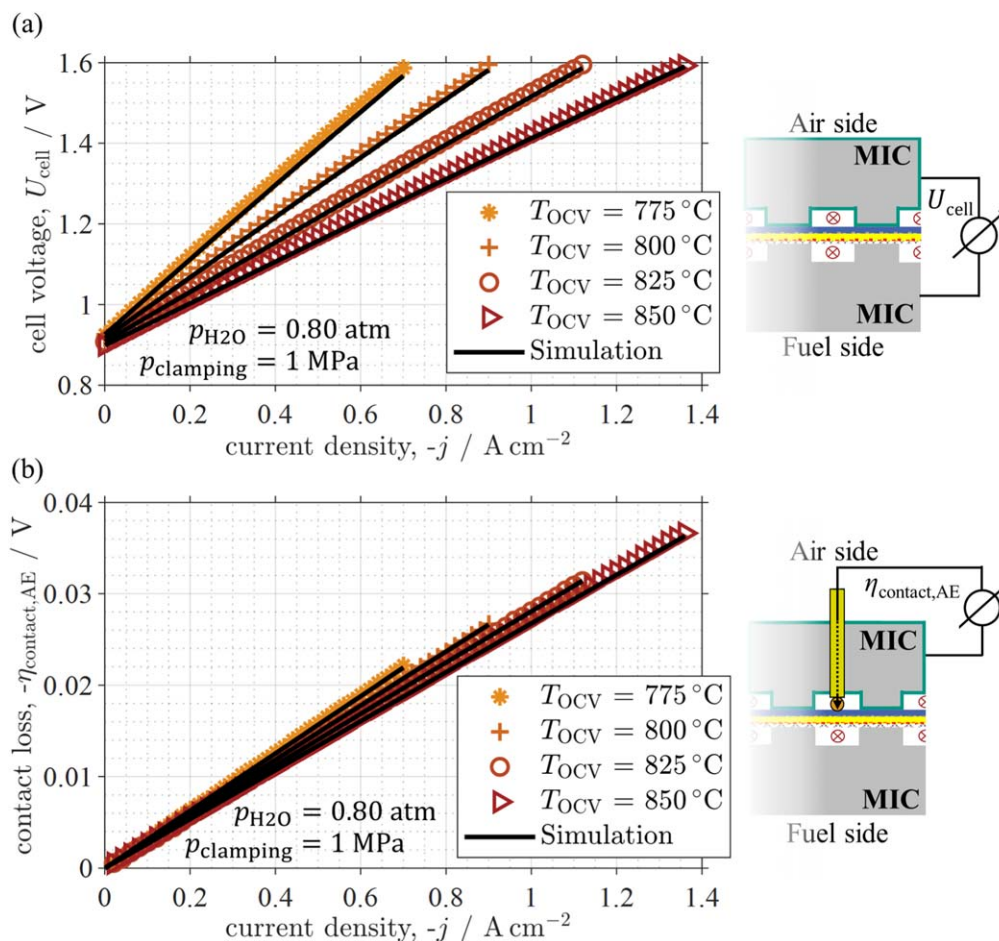 (a)
1.6
1.4
1.2
1
0.8
cell voltage, U_cell / V
0 0.2 0.4 0.6 0.8 1 1.2 1.4
current density, -j / A cm⁻²
T_OCV = 775 °C
T_OCV = 800 °C
T_OCV = 825 °C
T_OCV = 850 °C
Simulation
p_H2O = 0.80 atm
p_clamping = 1 MPa
Air side
MIC
U_cell
MIC
Fuel side
(b)
0.04
0.03
0.02
0.01
0
contact loss, -η_contact,AE / V
0 0.2 0.4 0.6 0.8 1 1.2 1.4
current density, -j / A cm⁻²
T_OCV = 775 °C
T_OCV = 800 °C
T_OCV = 825 °C
T_OCV = 850 °C
Simulation
p_H2O = 0.80 atm
p_clamping = 1 MPa
Air side
η_contact,AE
MIC
MIC
Fuel side